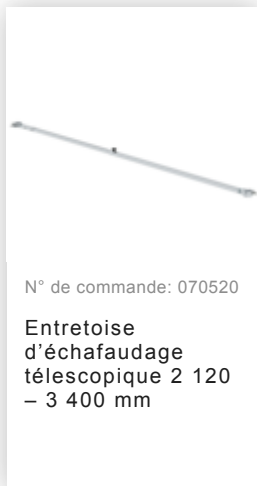 N° de commande: 070520
Entretoise
d’échafaudage
télescopique 2 120
– 3 400 mm